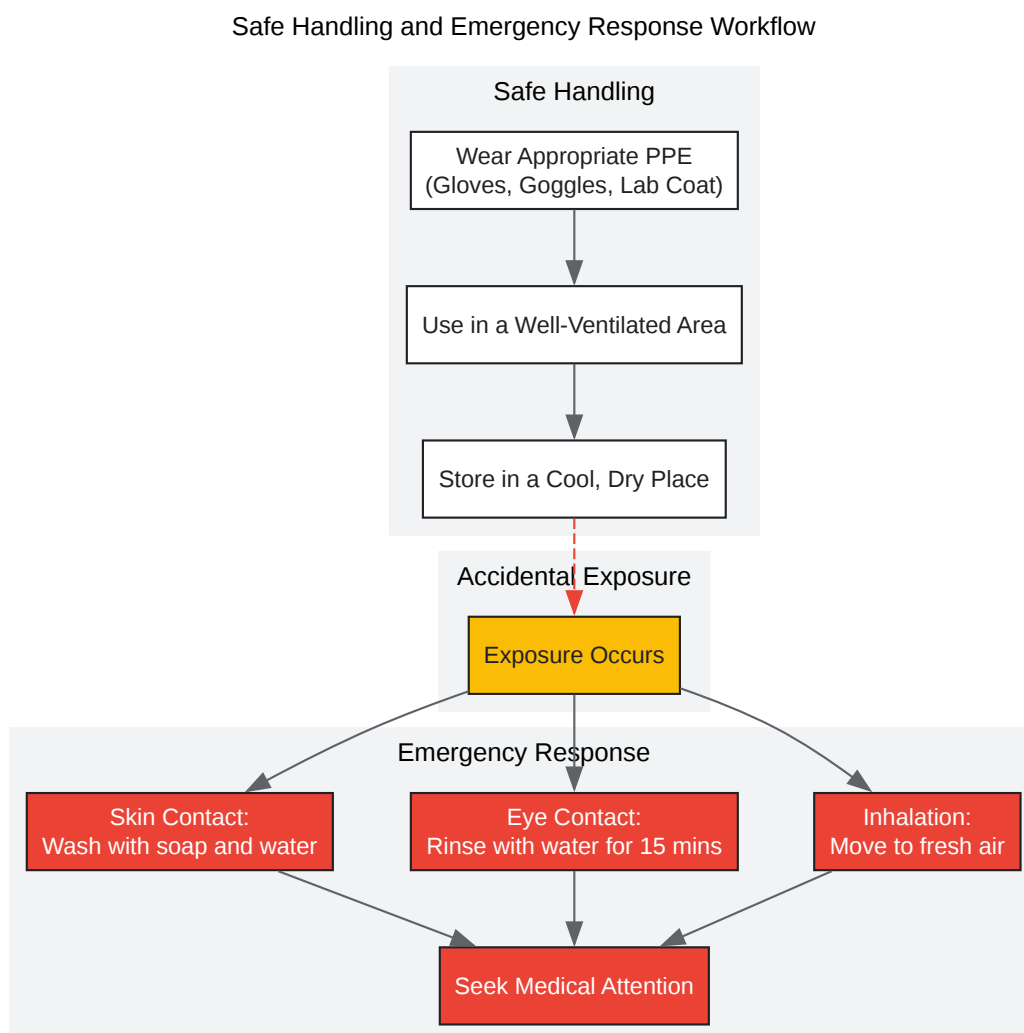 Safe Handling and Emergency Response Workflow
Safe Handling
Wear Appropriate PPE
(Gloves, Goggles, Lab Coat)
Use in a Well-Ventilated Area
Store in a Cool, Dry Place
Accidental Exposure
Exposure Occurs
Emergency Response
Skin Contact:
Wash with soap and water
Eye Contact:
Rinse with water for 15 mins
Inhalation:
Move to fresh air
Seek Medical Attention